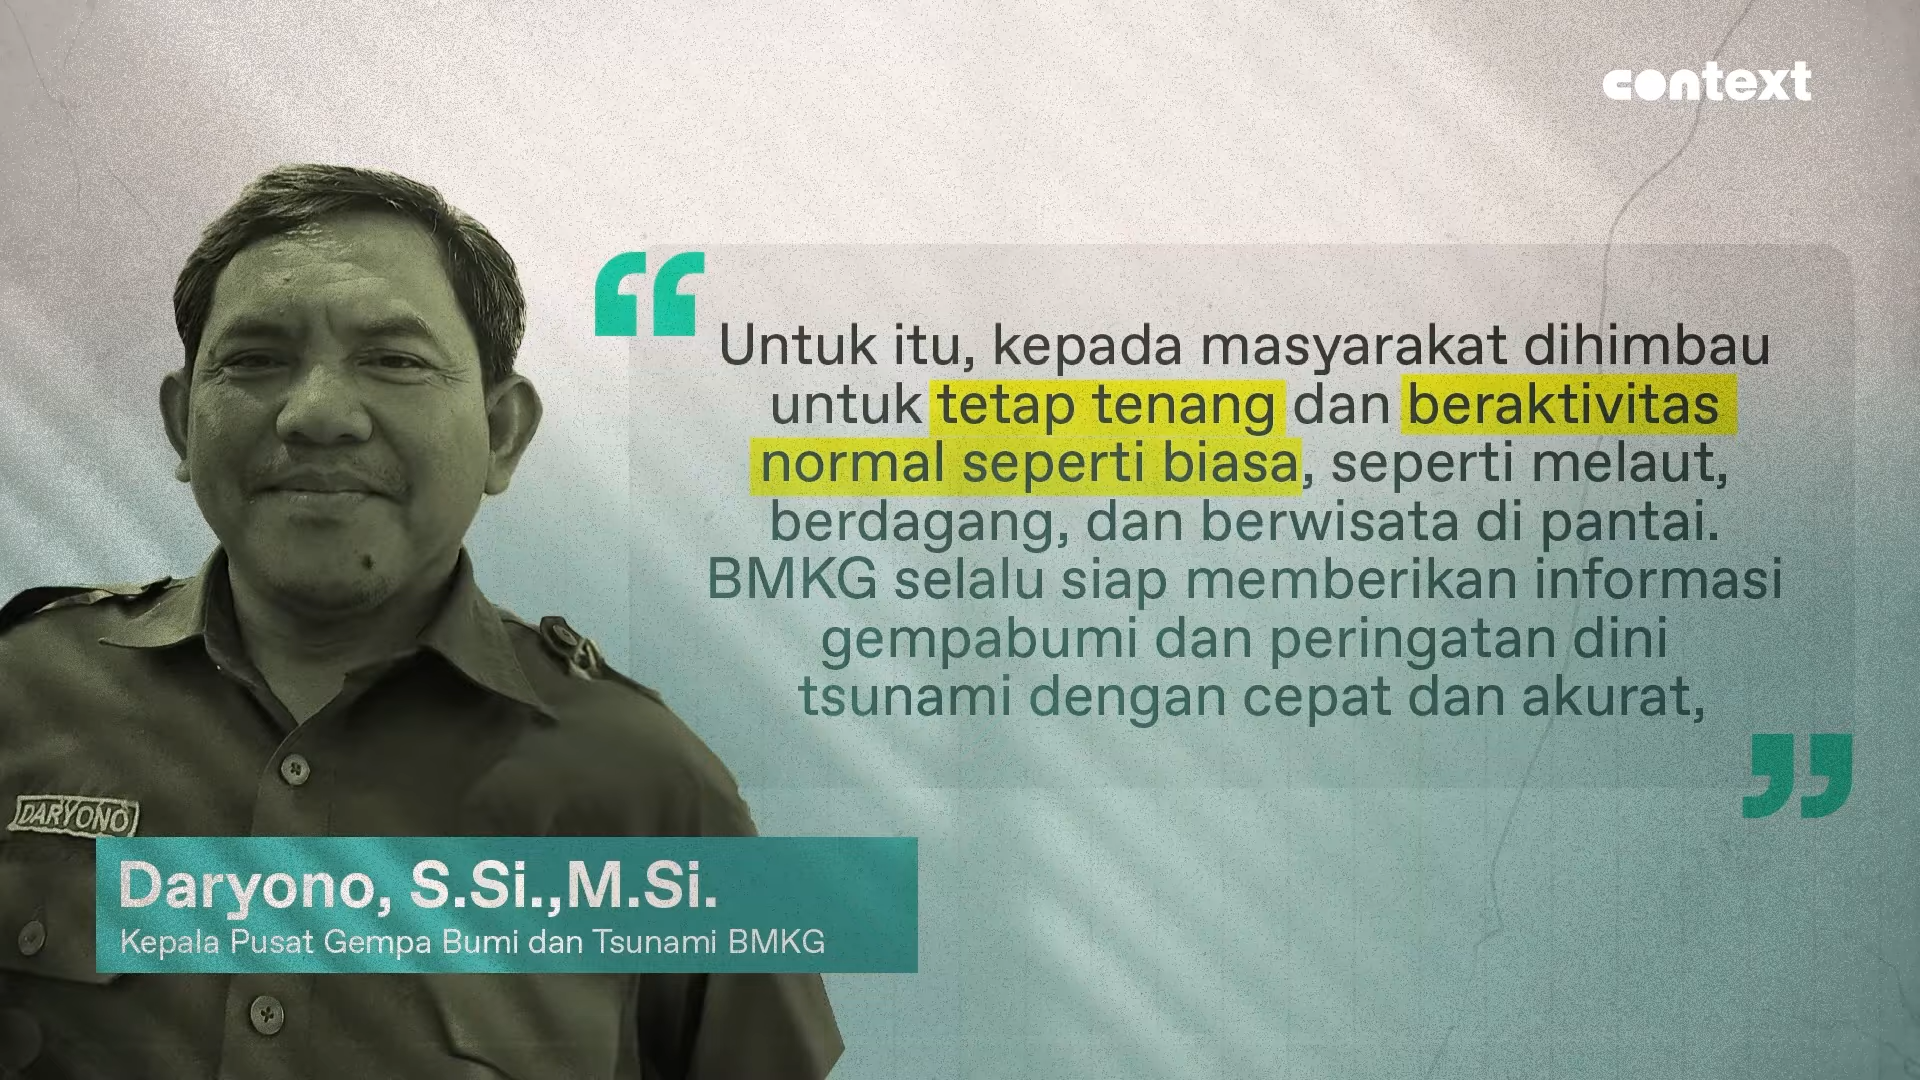 context
Untuk itu, kepada masyarakat dihimbau
untuk tetap tenang dan beraktivitas
normal seperti biasa, seperti melaut,
berdagang, dan berwisata di pantai.
BMKG selalu siap memberikan informasi
gempabumi dan peringatan dini
tsunami dengan cepat dan akurat,
DARYONO
Daryono, S.Si.,M.Si.
Kepala Pusat Gempa Bumi dan Tsunami BMKG